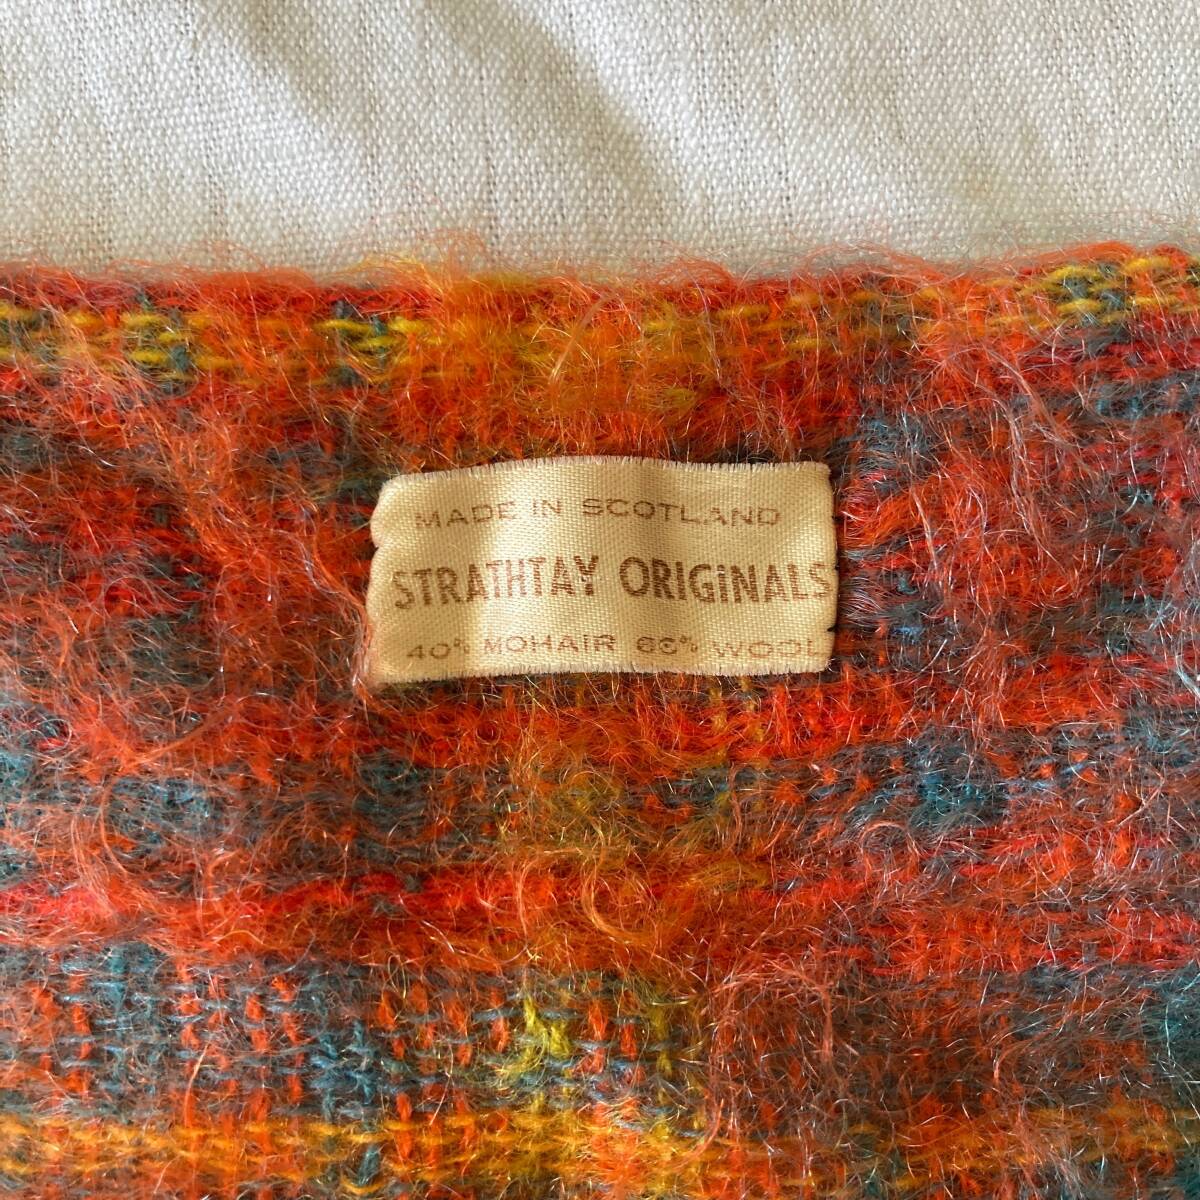 MADE IN SCOTLAND
STRATHTAY ORIGINALS
40% MOHAIR 60% WOOL